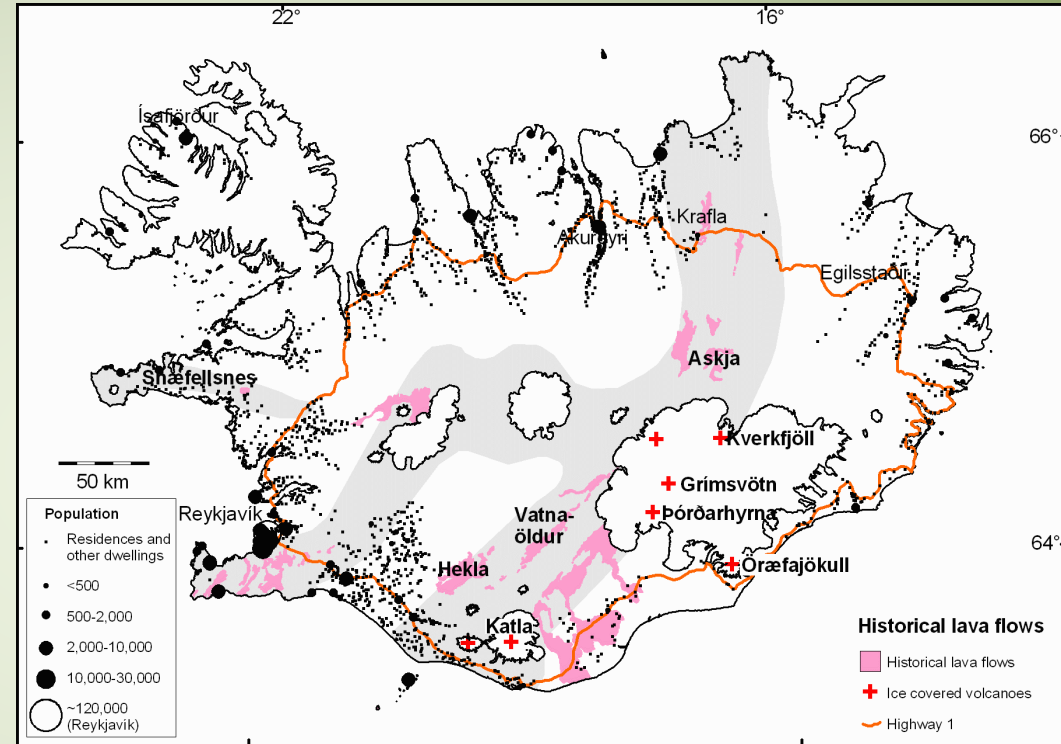 22°
16°
Ísafjörður
66°
Krafla
Akureyri
Egilsstaðir
Askja
Snæfellsnes
Kverkfjöll
50 km
Grímsvötn
Population
Reykjavík
Vatna-
öldur
Þórðarhyrna
Residences and
other dwellings
64°
Hekla
Öræfajökull
<500
500-2,000
Katla
Historical lava flows
2,000-10,000
Historical lava flows
10,000-30,000
Ice covered volcanoes
~120,000
(Reykjavik)
Highway 1